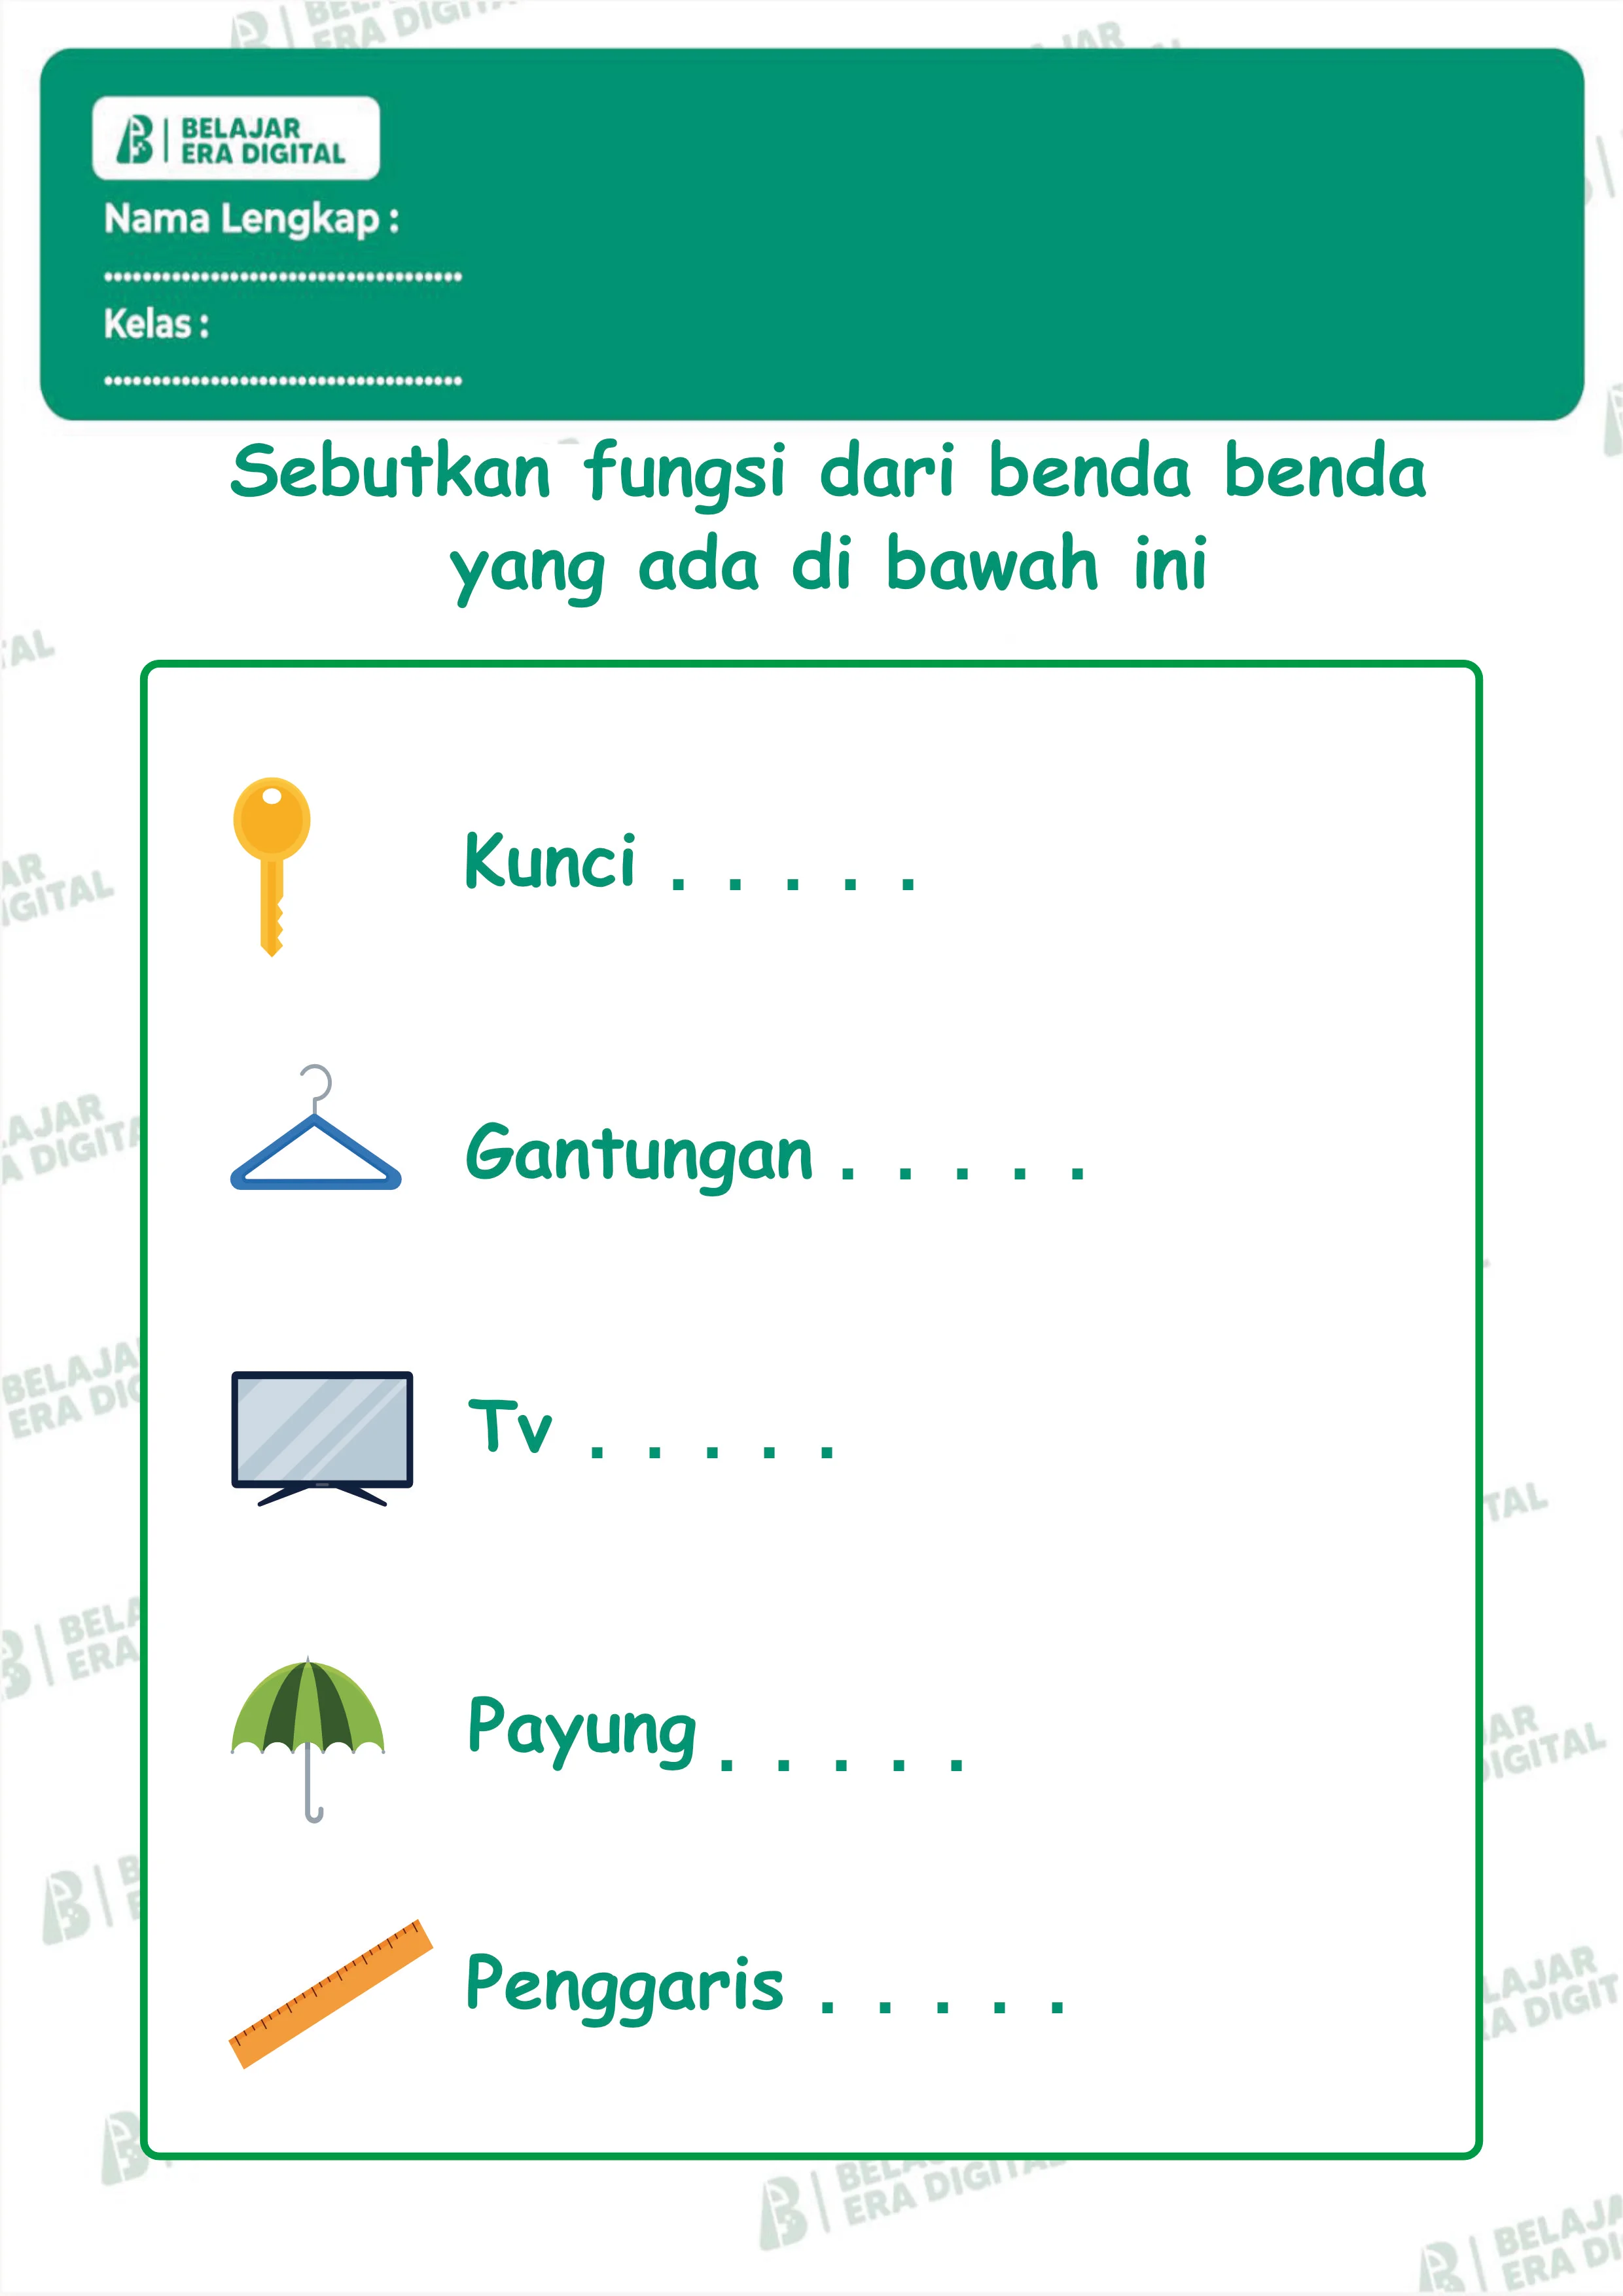 BELAJAR
ERA DIGITAL
Nama Lengkap :
.....................................
Kelas :
.....................................
Sebutkan fungsi dari benda benda
yang ada di bawah ini
Kunci . . . . .
Gantungan . . . . .
Tv . . . . .
Payung . . . . .
Penggaris . . . . .